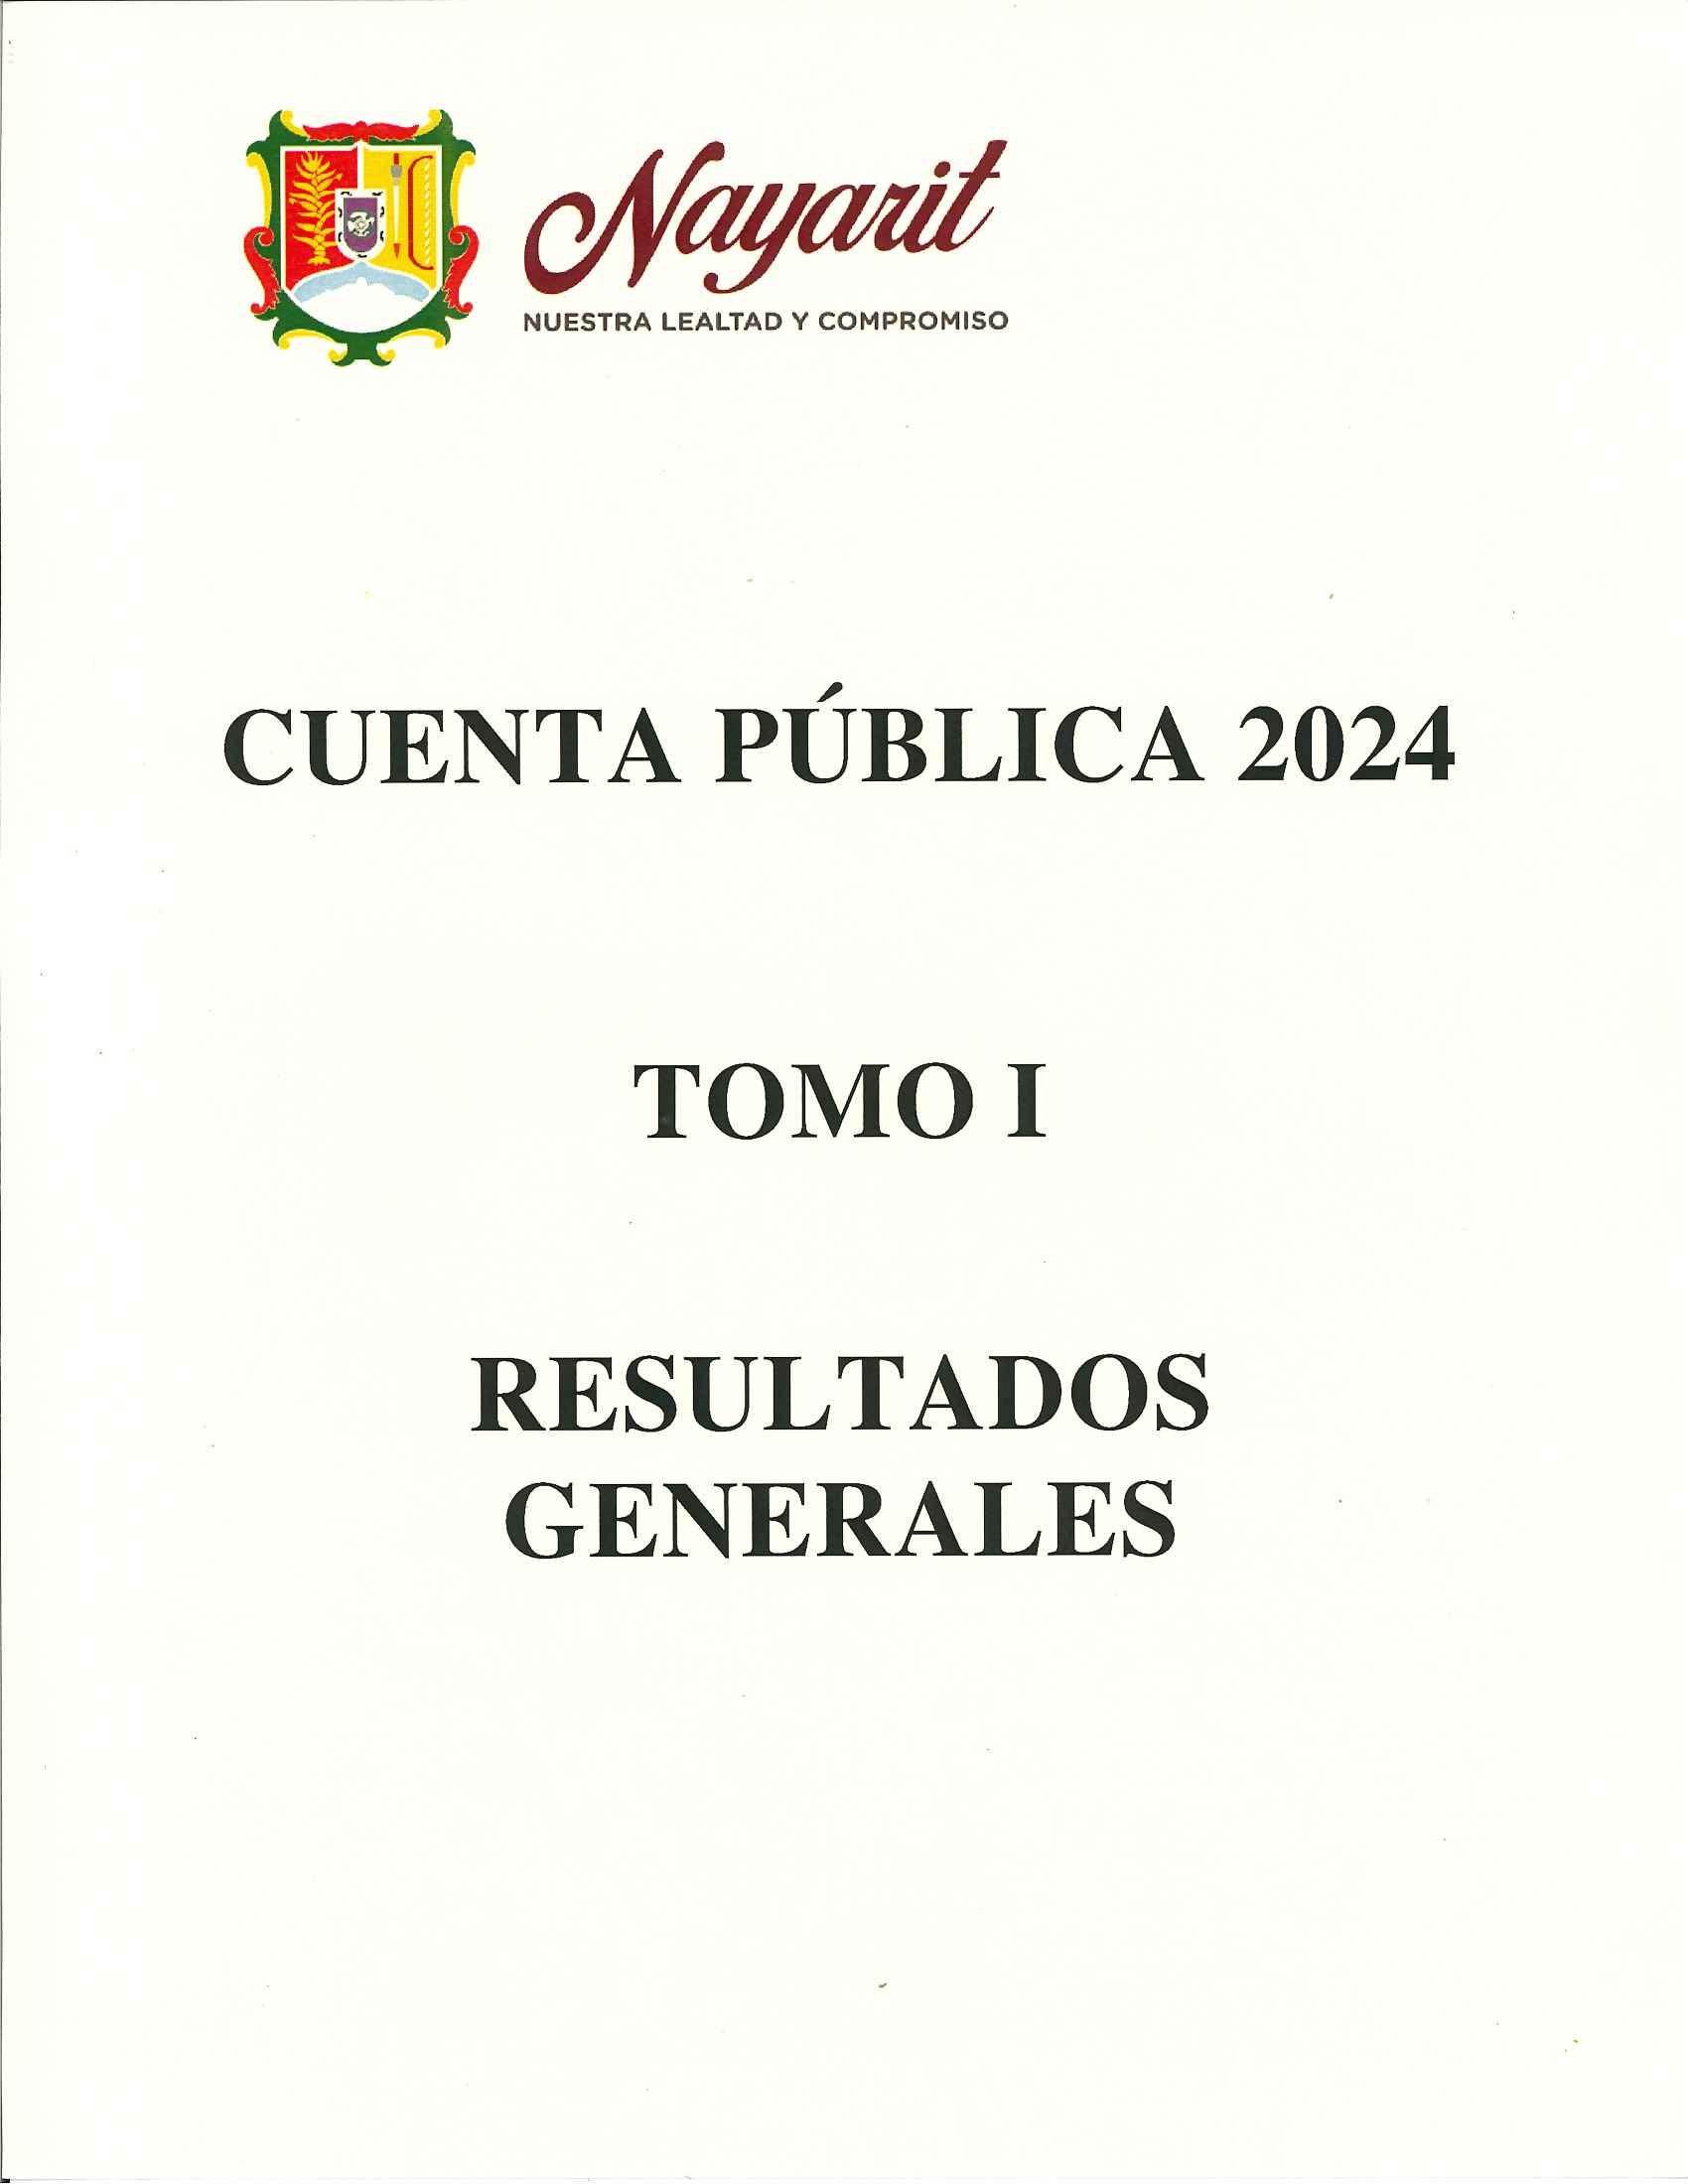 Nayarit
NUESTRA LEALTAD Y COMPROMISO
CUENTA PÚBLICA 2024
TOMO I
RESULTADOS
GENERALES